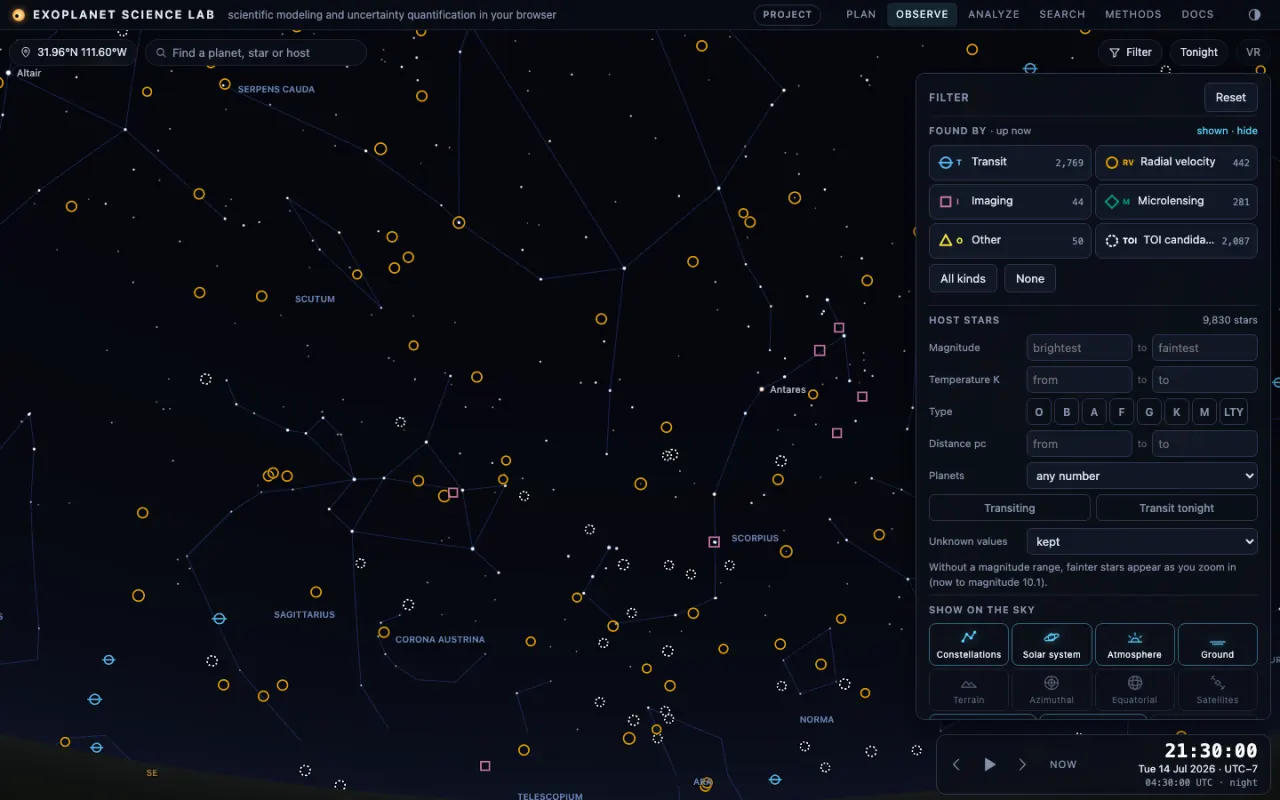 EXOPLANET SCIENCE LAB scientific modeling and uncertainty quantification in your browser PROJECT PLAN OBSERVE ANALYZE SEARCH METHODS DOCS
31.96°N 111.60°W Find a planet, star or host Filter Tonight VR
Altair
SERPENS CAUDA
SCUTUM
Antares
SCORPIUS
SAGITTARIUS
CORONA AUSTRINA
NORMA
SE
ARA
TELESCOPIUM
FILTER Reset
FOUND BY · up now shown · hide
T Transit 2,769 RV Radial velocity 442
I Imaging 44 M Microlensing 281
O Other 50 TOI TOI candida... 2,087
All kinds None
HOST STARS 9,830 stars
Magnitude brightest to faintest
Temperature K from to to
Type O B A F G K M LTY
Distance pc from to to
Planets any number
Transiting Transit tonight
Unknown values kept
Without a magnitude range, fainter stars appear as you zoom in
(now to magnitude 10.1).
SHOW ON THE SKY
Constellations Solar system Atmosphere Ground
Terrain Azimuthal Equatorial Satellites
NOW 21:30:00
Tue 14 Jul 2026 · UTC−7
04:30:00 UTC · night